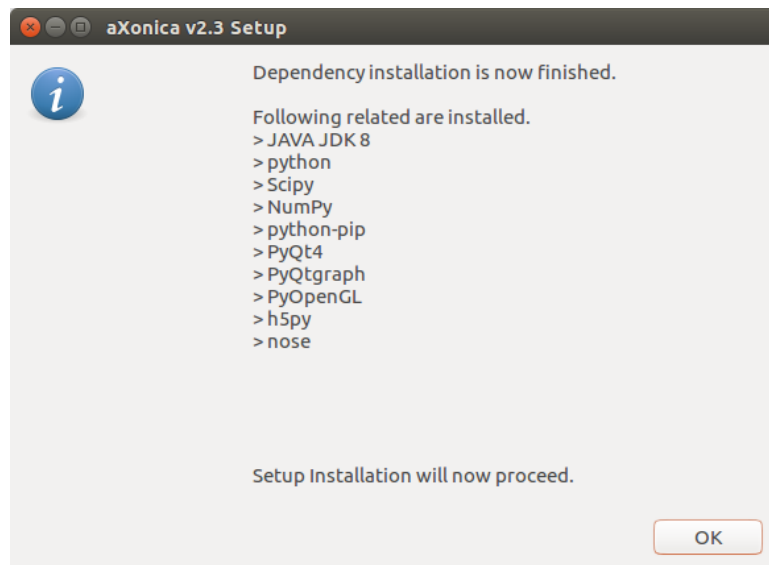 aXonica v2.3 Setup
Dependency installation is now finished.
Following related are installed.
> JAVA JDK 8
> python
> Scipy
> NumPy
> python-pip
> PyQt4
> PyQtgraph
> PyOpenGL
> h5py
> nose
Setup Installation will now proceed.
OK